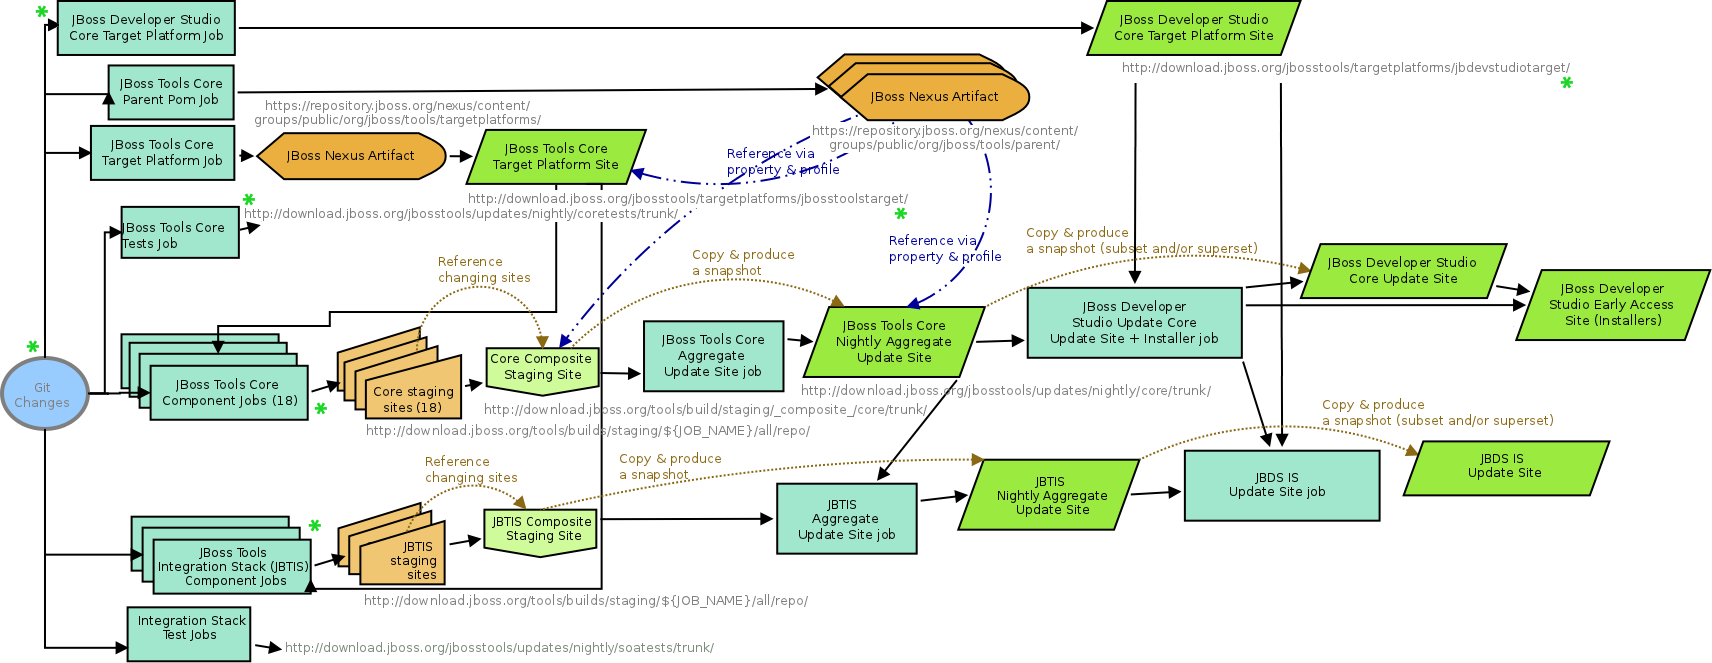 JBoss Developer Studio
Core Target Platform Job
JBoss Developer Studio
Core Target Platform Site
http://download.jboss.org/jbosstools/targetplatforms/jbdevstudiotarget/
JBoss Tools Core
Parent Pom Job
https://repository.jboss.org/nexus/content/
groups/public/org/jboss/tools/targetplatforms/
JBoss Nexus Artifact
https://repository.jboss.org/nexus/content/
groups/public/org/jboss/tools/parent/
JBoss Tools Core
Target Platform Job
JBoss Nexus Artifact
JBoss Tools Core
Target Platform Site
Reference via
property & profile
http://download.jboss.org/jbosstools/targetplatforms/jbosstoolstarget/
http://download.jboss.org/jbosstools/updates/nightly/coretests/trunk/
JBoss Tools Core
Tests Job
Reference via
property & profile
Copy & produce
a snapshot (subset and/or superset)
Reference
changing sites
Copy & produce
a snapshot
JBoss Developer Studio
Core Update Site
JBoss Developer
Studio Early Access
Site (Installers)
JBoss Developer
Studio Update Core
Update Site + Installer job
JBoss Tools Core
Nightly Aggregate
Update Site
JBoss Tools Core
Aggregate
Update Site job
Core Composite
Staging Site
Git
Changes
JBoss Tools Core
Component Jobs (18)
Core staging
sites (18)
http://download.jboss.org/jbosstools/updates/nightly/core/trunk/
http://download.jboss.org/tools/build/staging/_composite_/core/trunk/
http://download.jboss.org/tools/builds/staging/${JOB_NAME}/all/repo/
Copy & produce
a snapshot (subset and/or superset)
Reference
changing sites
Copy & produce
a snapshot
JBDS IS
Update Site
JBDS IS
Update Site job
JBTIS
Nightly Aggregate
Update Site
JBTIS
Aggregate
Update Site job
JBTIS Composite
Staging Site
JBoss Tools
Integration Stack (JBTIS)
Component Jobs
JBTIS
staging
sites
http://download.jboss.org/tools/builds/staging/${JOB_NAME}/all/repo/
Integration Stack
Test Jobs
http://download.jboss.org/jbosstools/updates/nightly/soatests/trunk/